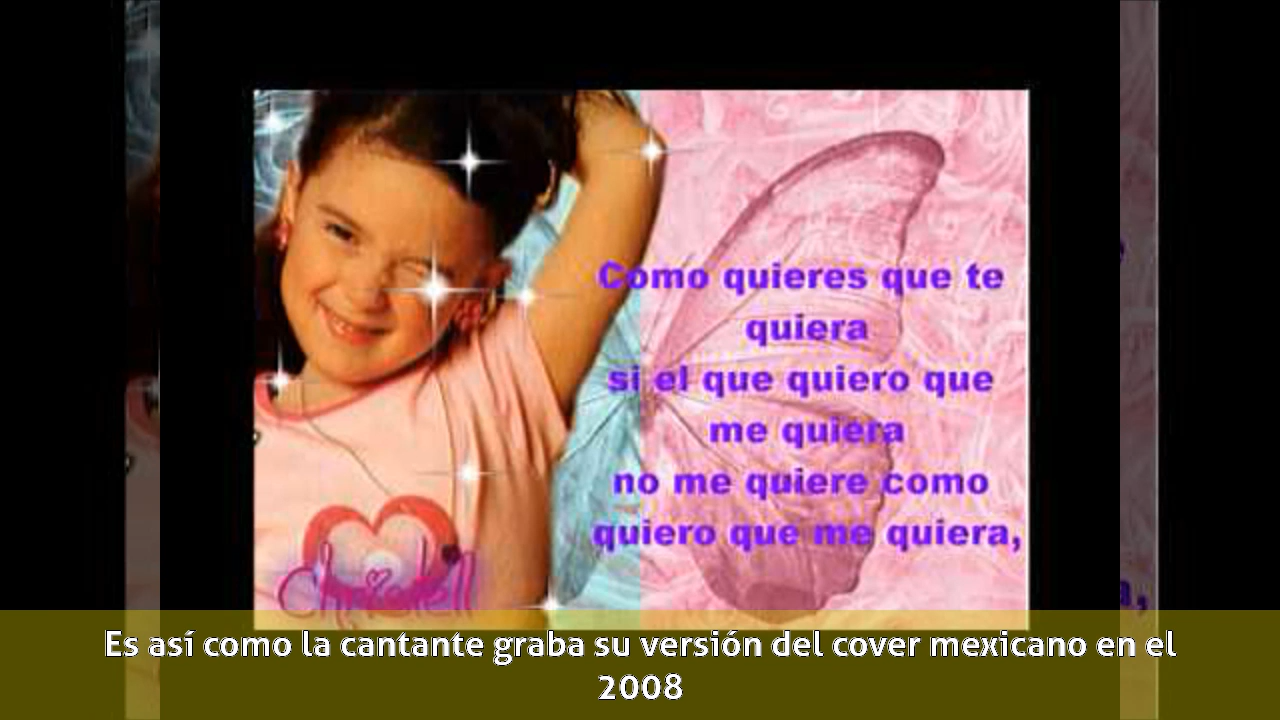 Como quieres que te
quiera
si el que quiero que
me quiera
no me quiere como
quiero que me quiera,
Christell
Es así como la cantante graba su versión del cover mexicano en el
2008